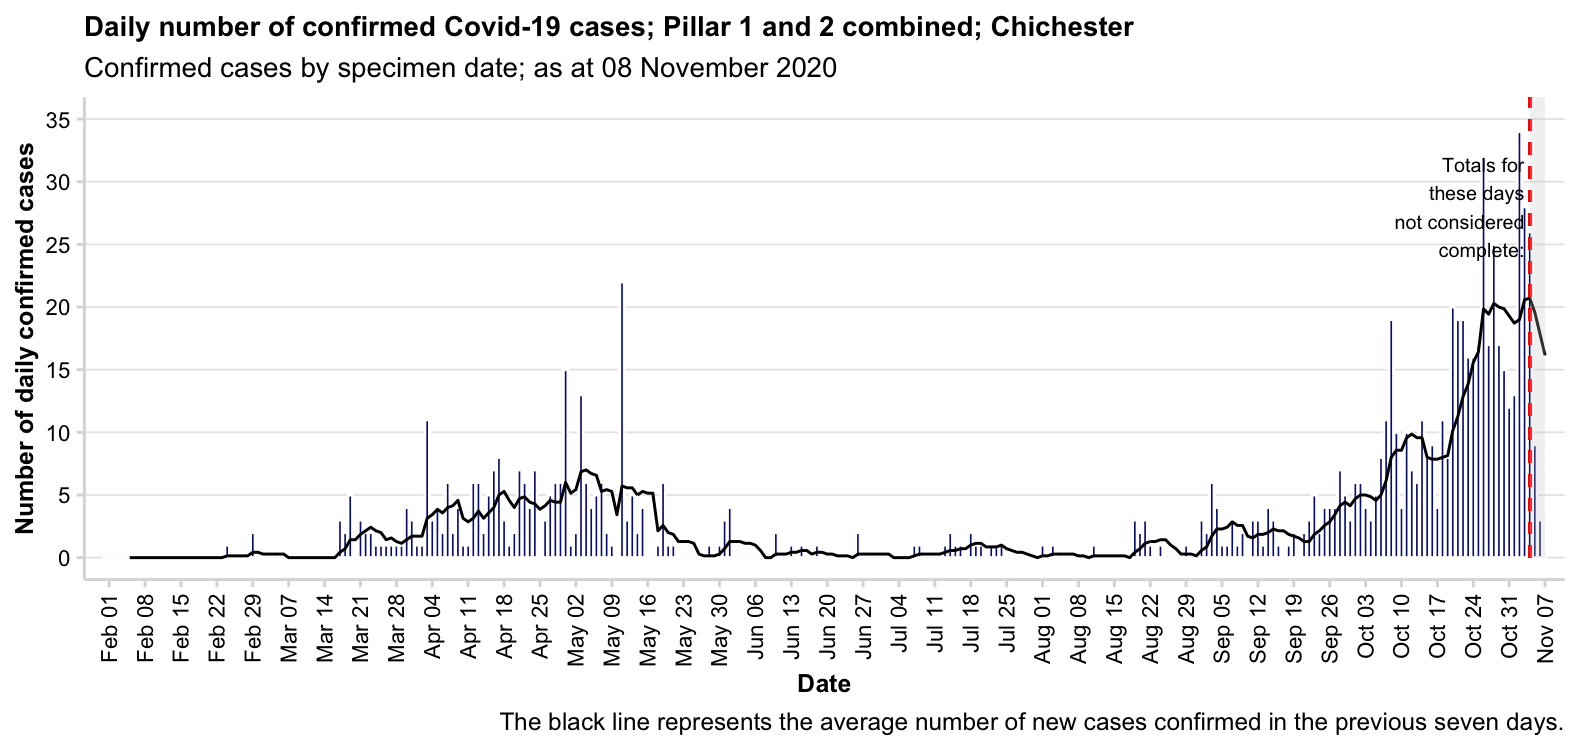 Daily number of confirmed Covid-19 cases; Pillar 1 and 2 combined; Chichester
Confirmed cases by specimen date; as at 08 November 2020
Number of daily confirmed cases
35
30
25
20
15
10
5
0
Totals for
these days
not considered
complete:
Feb 01
Feb 08
Feb 15
Feb 22
Feb 29
Mar 07
Mar 14
Mar 21
Mar 28
Apr 04
Apr 11
Apr 18
Apr 25
May 02
May 09
May 16
May 23
May 30
Jun 06
Jun 13
Jun 20
Jun 27
Jul 04
Jul 11
Jul 18
Jul 25
Aug 01
Aug 08
Aug 15
Aug 22
Aug 29
Sep 05
Sep 12
Sep 19
Sep 26
Oct 03
Oct 10
Oct 17
Oct 24
Oct 31
Nov 07
Date
The black line represents the average number of new cases confirmed in the previous seven days.